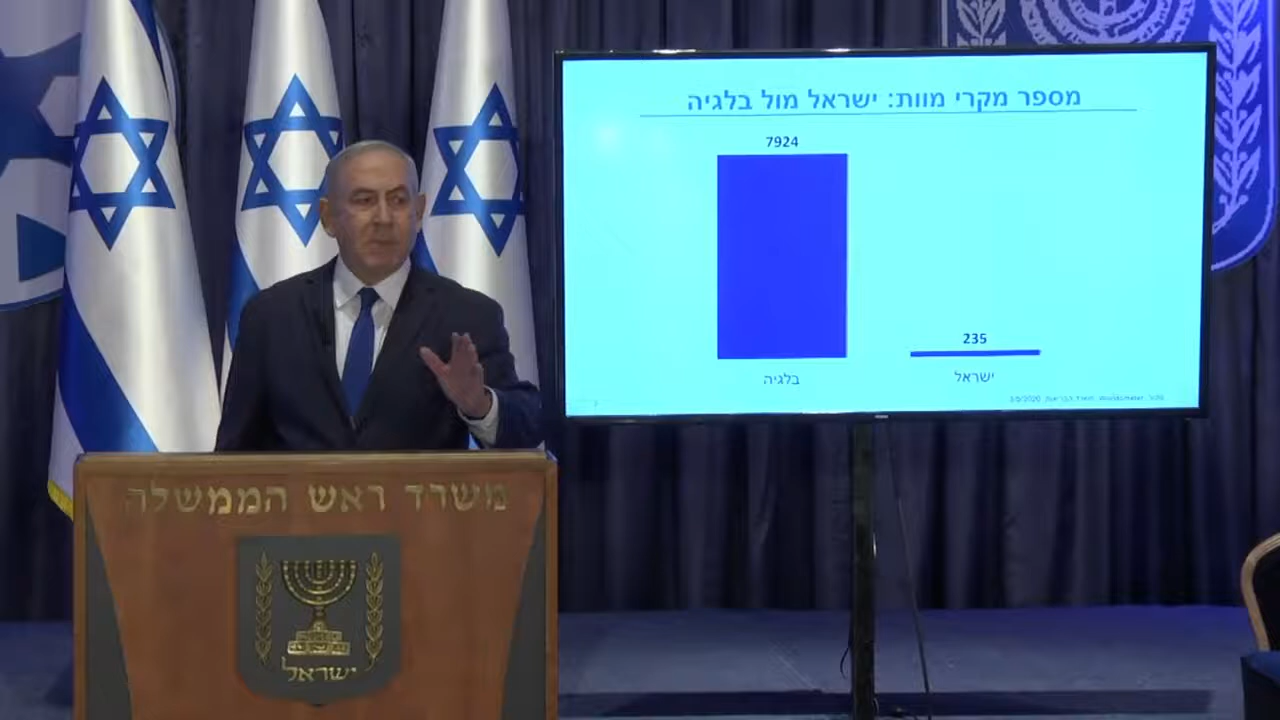 מספר מקרי מוות: ישראל מול בלגיה
7924
235
בלגיה
ישראל
משרד ראש הממשלה
ישראל